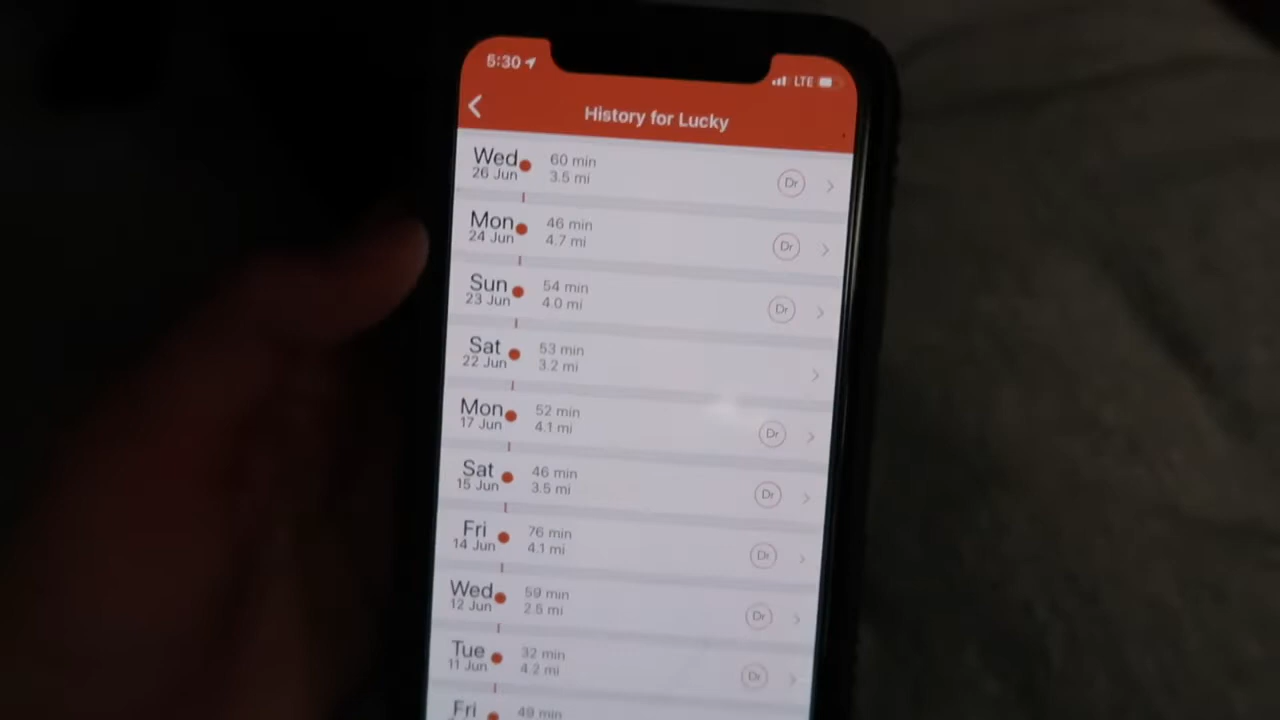 5:30
LTE
History for Lucky
Wed
26 Jun
60 min
3.5 mi
Dr
Mon
24 Jun
46 min
4.7 mi
Dr
Sun
23 Jun
54 min
4.0 mi
Dr
Sat
22 Jun
53 min
3.2 mi
Mon
17 Jun
52 min
4.1 mi
Dr
Sat
15 Jun
46 min
3.5 mi
Dr
Fri
14 Jun
76 min
4.1 mi
Dr
Wed
12 Jun
59 min
2.5 mi
Dr
Tue
11 Jun
32 min
4.2 mi
Dr
Fri
49 min